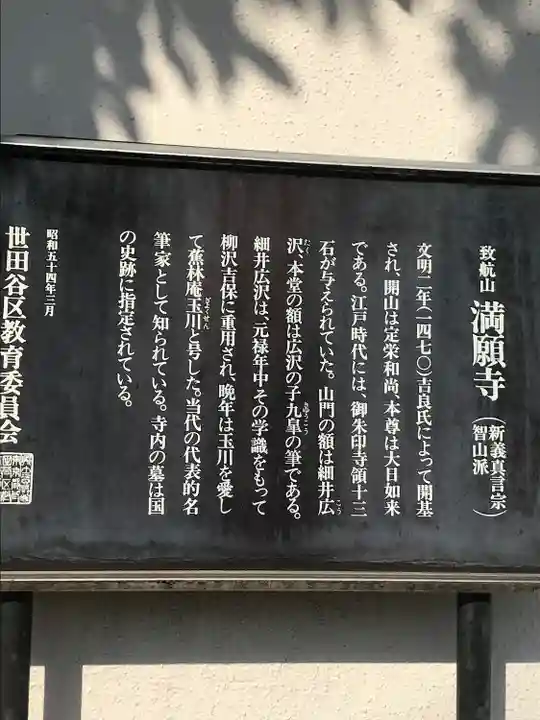 致航山 満願寺 (新義真言宗 智山派)
文明二年(一四七〇)吉良氏によって開基
され、開山は定栄和尚、本尊は大日如来
である。江戸時代には、御朱印寺領十三
石が与えられていた。山門の額は細井広
沢、本堂の額は広沢の子九皐の筆である。
細井広沢は、元禄年中その学識をもって
柳沢吉保に重用され、晩年は玉川を愛し
て蕉林庵玉川と号した。当代の代表的名
筆家として知られている。寺内の墓は国
の史跡に指定されている。
昭和五十四年三月
世田谷区教育委員会